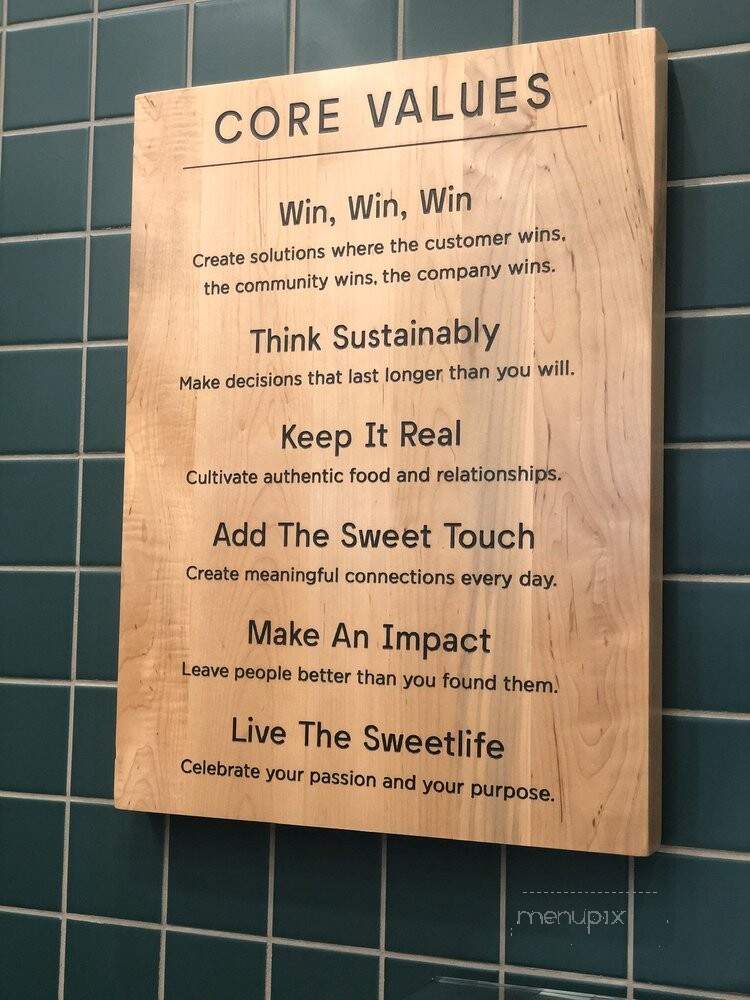 CORE VALUES
Win, Win, Win
Create solutions where the customer wins,
the community wins, the company wins.
Think Sustainably
Make decisions that last longer than you will.
Keep It Real
Cultivate authentic food and relationships.
Add The Sweet Touch
Create meaningful connections every day.
Make An Impact
Leave people better than you found them.
Live The Sweetlife
Celebrate your passion and your purpose.
menupix